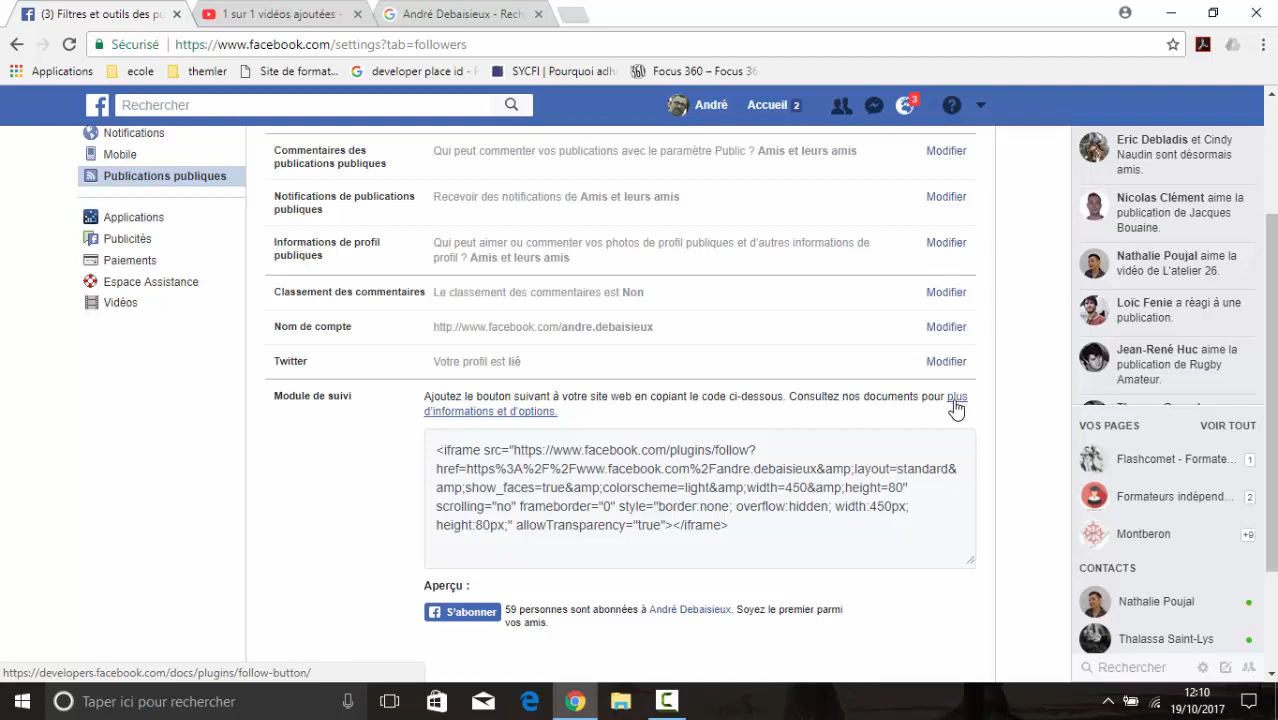 (3) Filtres et outils des pu
1 sur 1 vidéos ajoutées -
André Debaisieux - Rech
Sécurisé
https://www.facebook.com/settings?tab=followers
Applications
ecole
themler
Site de format...
developer place id -
SYCFI | Pourquoi adh
Focus 360 – Focus 36
Rechercher
André
Accueil 2
3
Notifications
Mobile
Publications publiques
Applications
Publicités
Paiements
Espace Assistance
Vidéos
Commentaires des
publications publiques
Qui peut commenter vos publications avec le paramètre Public ? Amis et leurs amis
Modifier
Notifications de publications
publiques
Recevoir des notifications de Amis et leurs amis
Modifier
Informations de profil
publiques
Qui peut aimer ou commenter vos photos de profil publiques et d'autres informations de
profil ? Amis et leurs amis
Modifier
Classement des commentaires
Le classement des commentaires est Non
Modifier
Nom de compte
http://www.facebook.com/andre.debaisieux
Modifier
Twitter
Votre profil est lié
Modifier
Module de suivi
Ajoutez le bouton suivant à votre site web en copiant le code ci-dessous. Consultez nos documents pour plus
d'informations et d'options.
<iframe src="https://www.facebook.com/plugins/follow?
href=https%3A%2F%2Fwww.facebook.com%2Fandre.debaisieux&amp;layout=standard&
amp;show_faces=true&amp;colorscheme=light&amp;width=450&amp;height=80"
scrolling="no" frameborder="0" style="border:none; overflow:hidden; width:450px;
height:80px;" allowTransparency="true"></iframe>
Aperçu :
S'abonner
59 personnes sont abonnées à André Debaisieux. Soyez le premier parmi
vos amis.
Eric Debladis et Cindy
Naudin sont désormais
amis.
Nicolas Clément aime la
publication de Jacques
Bouaine.
Nathalie Poujal aime la
vidéo de L'atelier 26.
Loïc Fenie a réagi à une
publication.
Jean-René Huc aime la
publication de Rugby
Amateur.
VOS PAGES
VOIR TOUT
Flashcomet - Formate...
1
Formateurs indépend...
2
Montberon
+9
CONTACTS
Nathalie Poujal
Thalassa Saint-Lys
Rechercher
https://developers.facebook.com/docs/plugins/follow-button/
Taper ici pour rechercher
12:10
19/10/2017